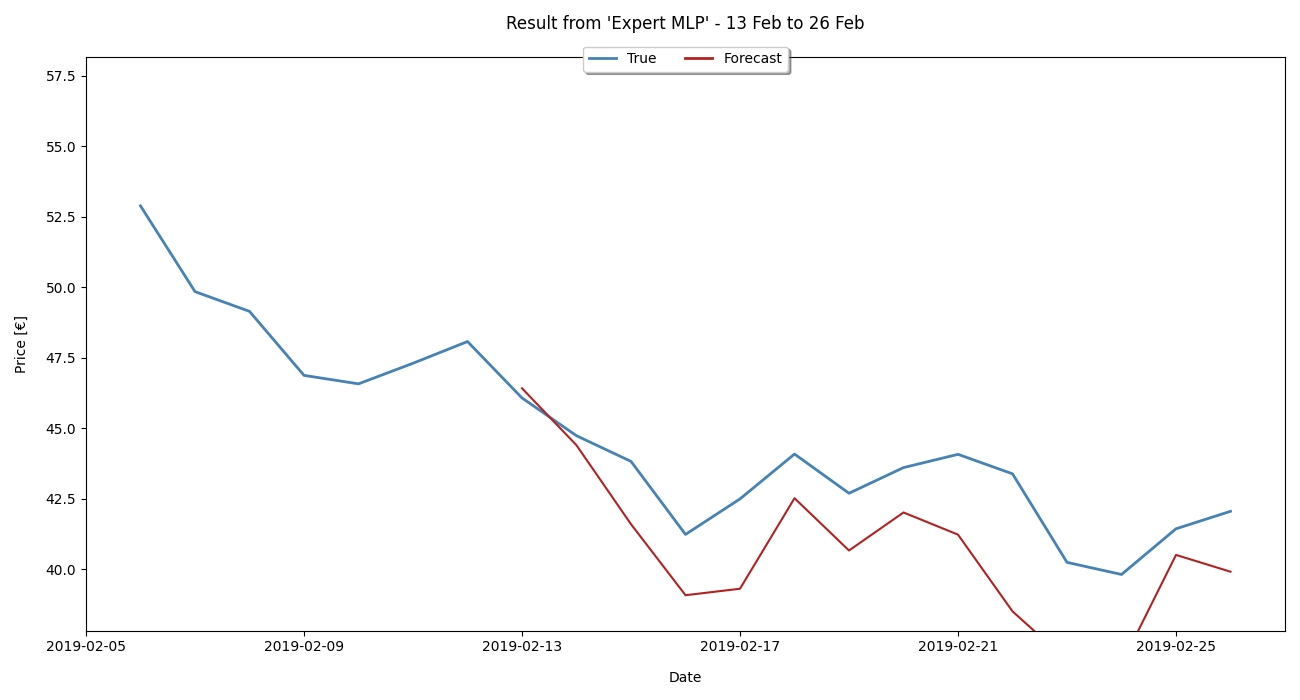 Result from 'Expert MLP' - 13 Feb to 26 Feb
True Forecast
57.5
55.0
52.5
50.0
47.5
45.0
42.5
40.0
Price [€]
2019-02-05 2019-02-09 2019-02-13 2019-02-17 2019-02-21 2019-02-25
Date